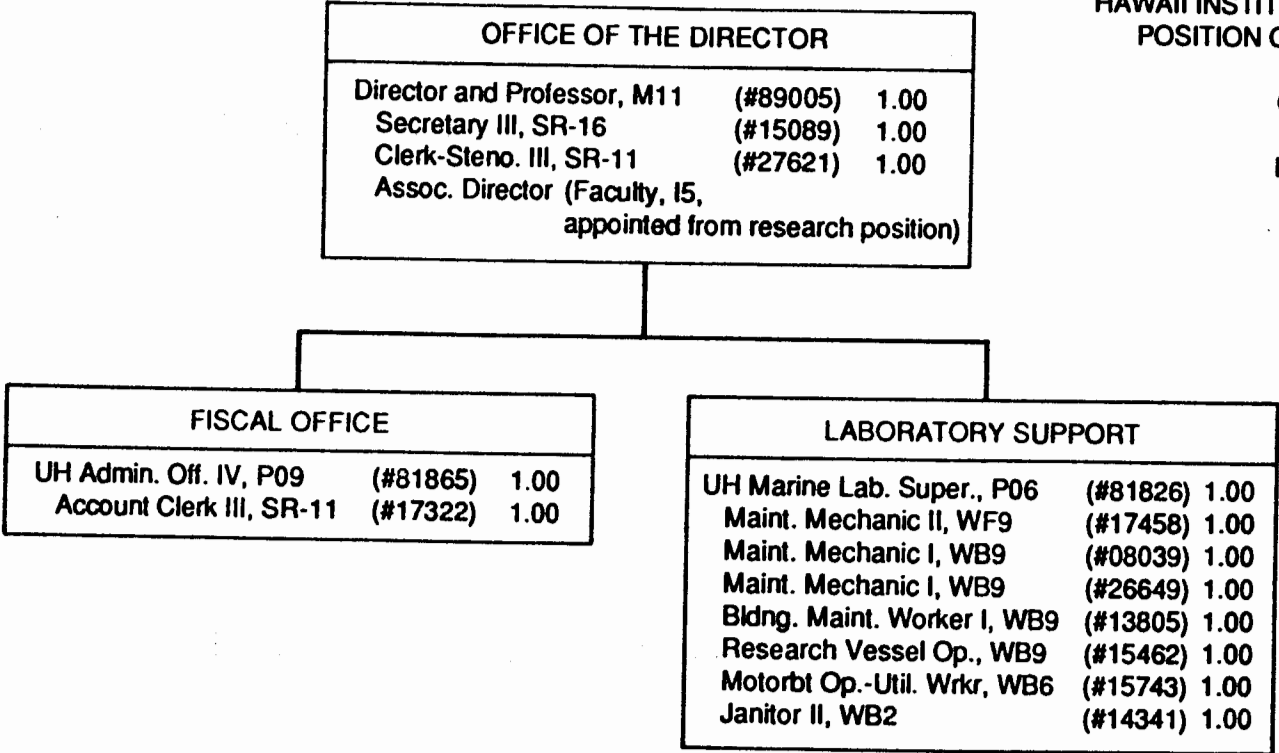 HAWAII INSTIT
POSITION
OFFICE OF THE DIRECTOR
Director and Professor, M11 (#89005) 1.00
Secretary III, SR-16 (#15089) 1.00
Clerk-Steno. III, SR-11 (#27621) 1.00
Assoc. Director (Faculty, I5,
appointed from research position)
FISCAL OFFICE
UH Admin. Off. IV, P09 (#81865) 1.00
Account Clerk III, SR-11 (#17322) 1.00
LABORATORY SUPPORT
UH Marine Lab. Super., P06 (#81826) 1.00
Maint. Mechanic II, WF9 (#17458) 1.00
Maint. Mechanic I, WB9 (#08039) 1.00
Maint. Mechanic I, WB9 (#26649) 1.00
Bldng. Maint. Worker I, WB9 (#13805) 1.00
Research Vessel Op., WB9 (#15462) 1.00
Motorbt Op.-Util. Wrkr, WB6 (#15743) 1.00
Janitor II, WB2 (#14341) 1.00